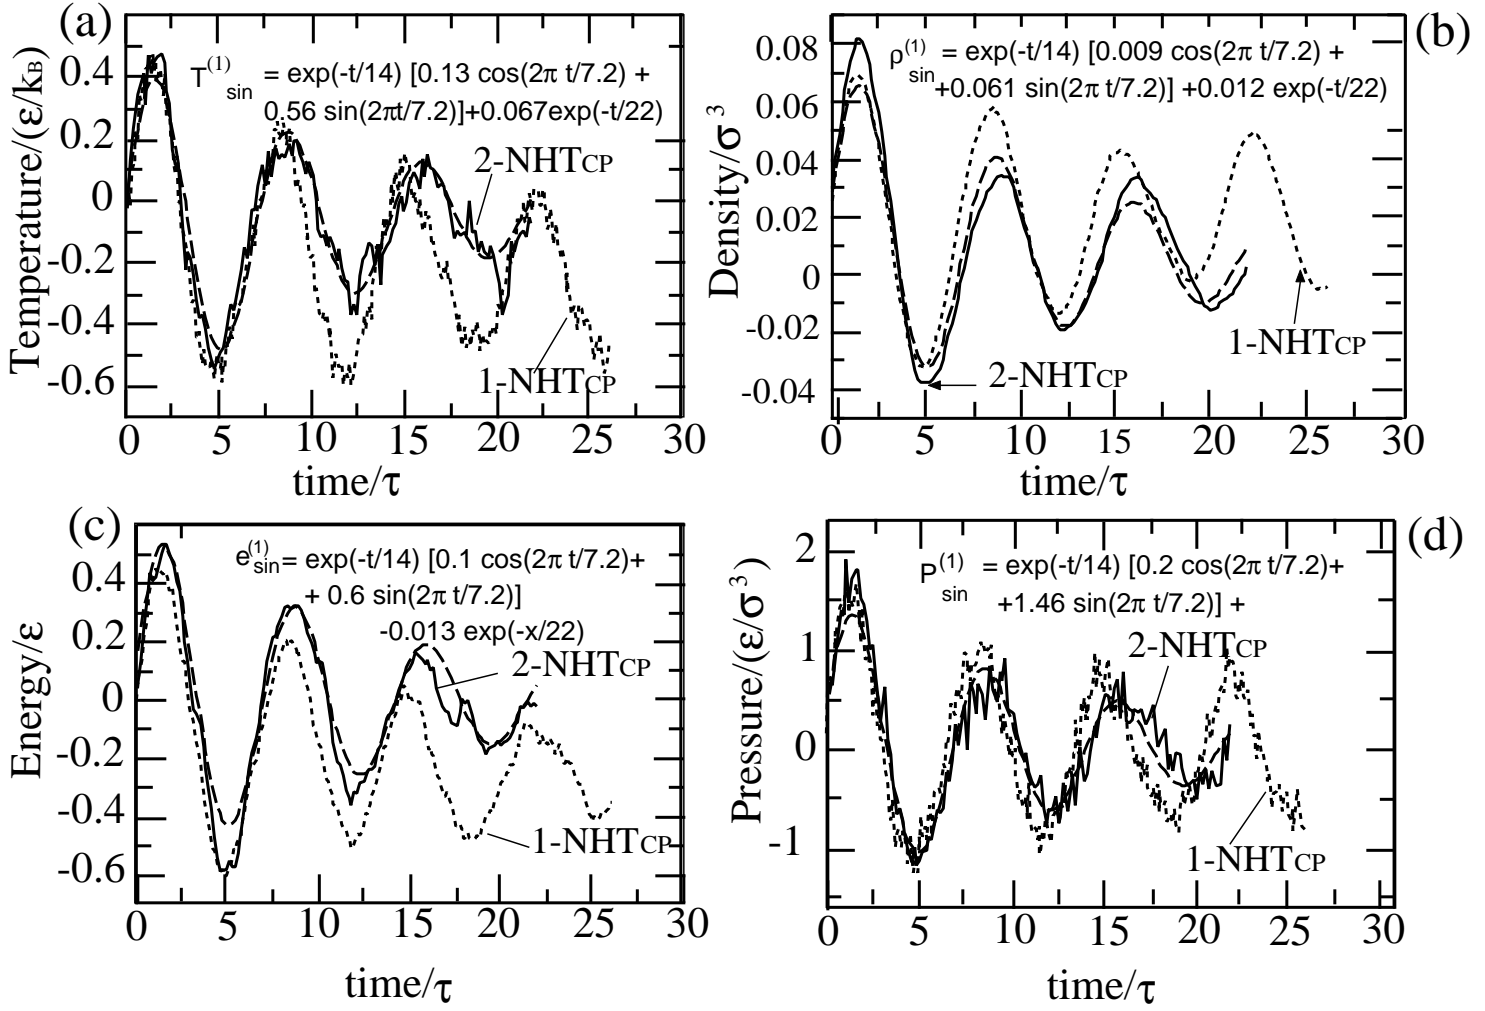 (a)
Temperature/(ε/kB)
0.4
0.2
0
-0.2
-0.4
-0.6
T(1)sin = exp(-t/14) [0.13 cos(2π t/7.2) +
0.56 sin(2πt/7.2)]+0.067exp(-t/22)
2-NHTCP
1-NHTCP
0 5 10 15 20 25 30
time/τ
(b)
Density/σ3
0.08
0.06
0.04
0.02
0
-0.02
-0.04
ρ(1)sin = exp(-t/14) [0.009 cos(2π t/7.2) +
+0.061 sin(2π t/7.2)] +0.012 exp(-t/22)
1-NHTCP
2-NHTCP
0 5 10 15 20 25 30
time/τ
(c)
Energy/ε
0.4
0.2
0
-0.2
-0.4
-0.6
e(1)sin = exp(-t/14) [0.1 cos(2π t/7.2)+
+ 0.6 sin(2π t/7.2)]
-0.013 exp(-x/22)
2-NHTCP
1-NHTCP
0 5 10 15 20 25 30
time/τ
(d)
Pressure/(ε/σ3)
2
1
0
-1
P(1)sin = exp(-t/14) [0.2 cos(2π t/7.2)+
+1.46 sin(2π t/7.2)] +
2-NHTCP
1-NHTCP
0 5 10 15 20 25 30
time/τ